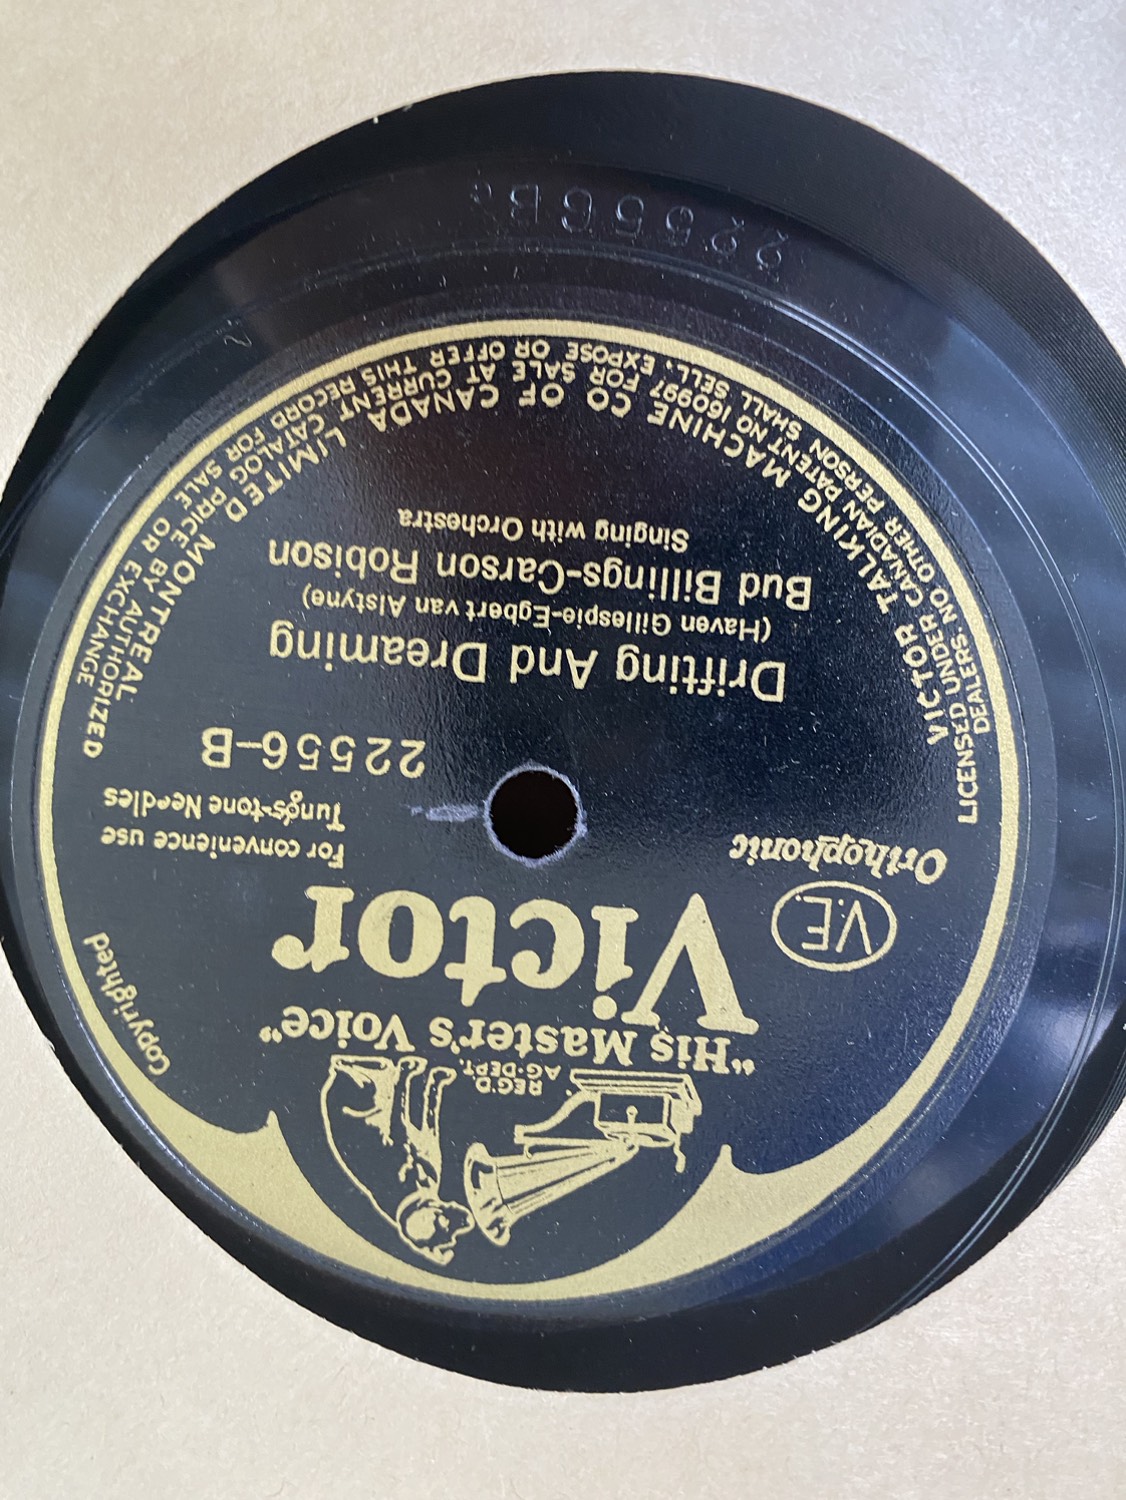 REG'D
AG·DEPT.
"His Master's Voice"
Victor
Copyrighted
V.E.
Orthophonic
For convenience use
Tungs-tone Needles
22556-B
Drifting And Dreaming
(Haven Gillespie-Egbert van Alstyne)
Bud Billings-Carson Robison
Singing with Orchestra
VICTOR TALKING MACHINE CO OF CANADA LIMITED MONTREAL
LICENSED UNDER CANADIAN PATENT NO 160997 FOR SALE AT CURRENT CATALOG PRICE BY AUTHORIZED
DEALERS NO OTHER PERSON SHALL SELL, EXPOSE OR OFFER THIS RECORD FOR SALE OR EXCHANGE
22556B